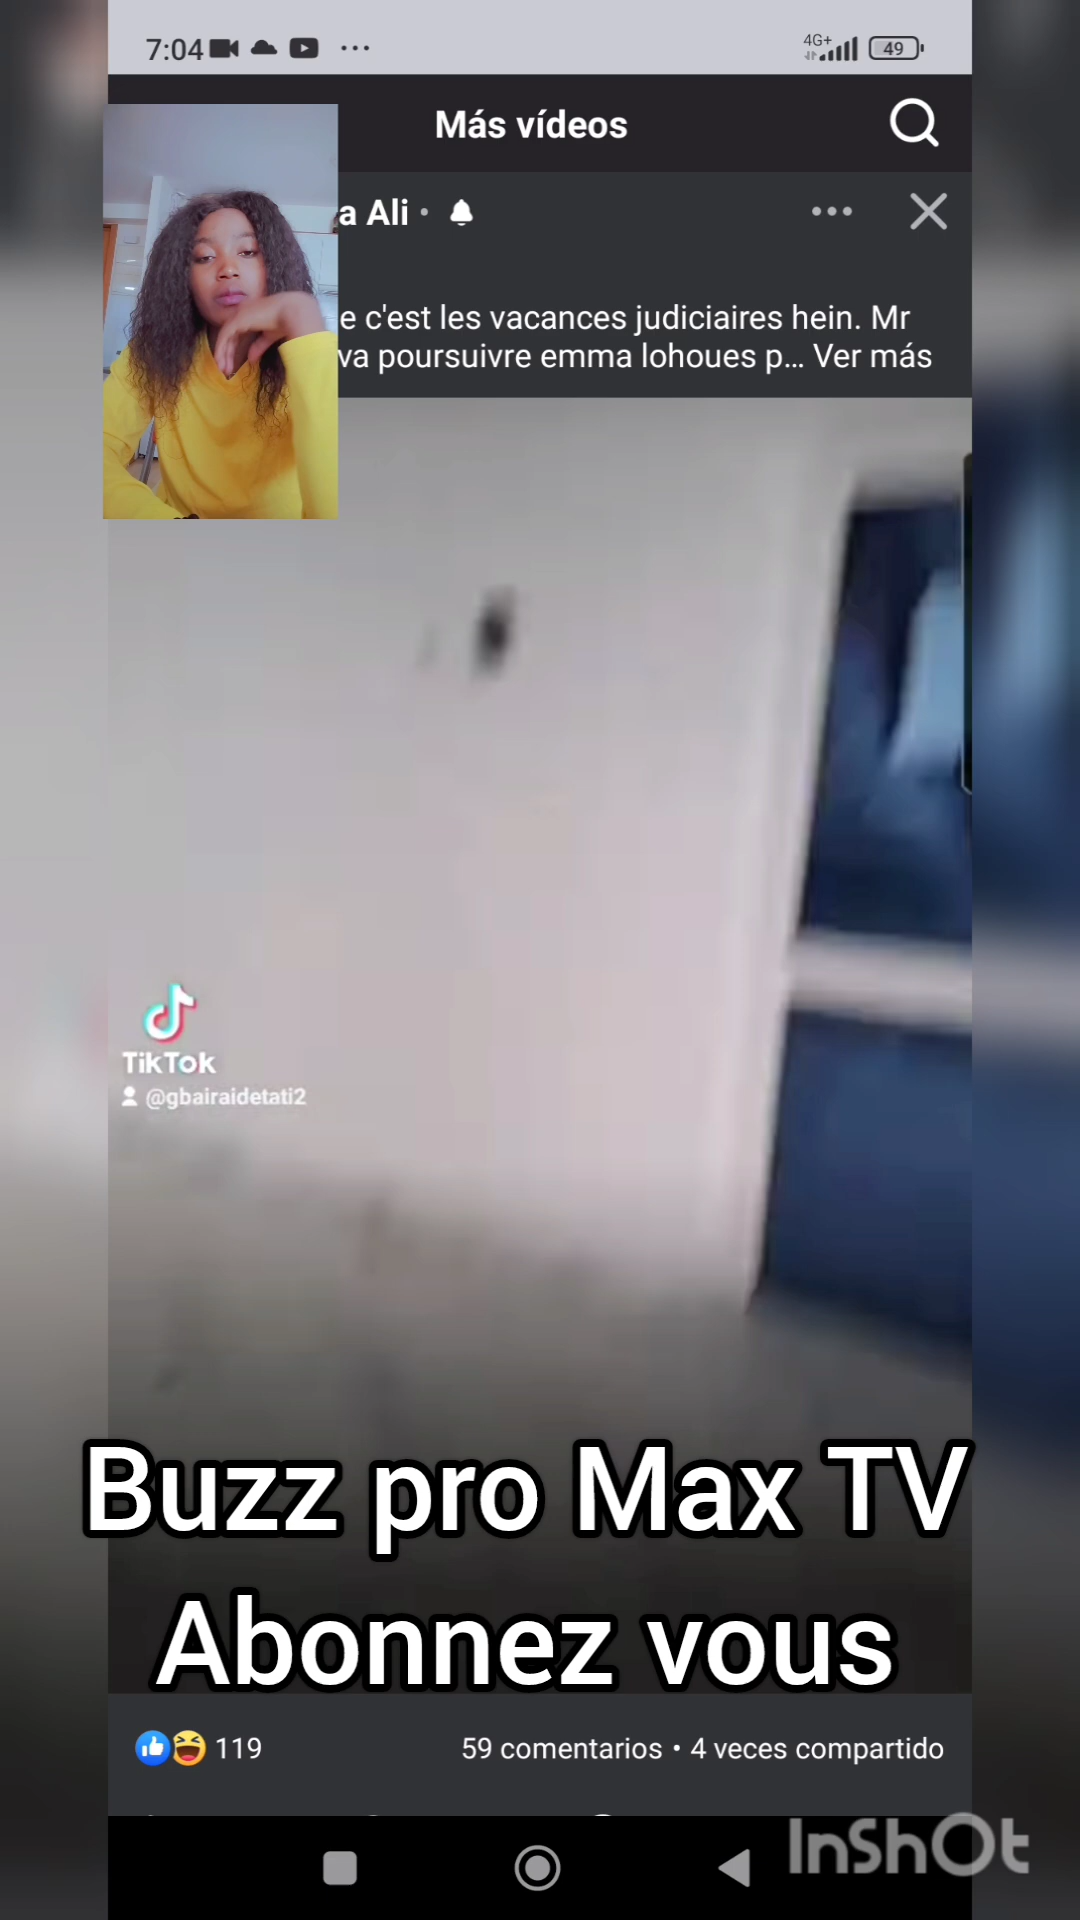 7:04
4G+
49
Más vídeos
a Ali •
e c'est les vacances judiciaires hein. Mr
va poursuivre emma lohoues p... Ver más
TikTok
@gbairaidetati2
Buzz pro Max TV
Abonnez vous
119
59 comentarios • 4 veces compartido
InShOt